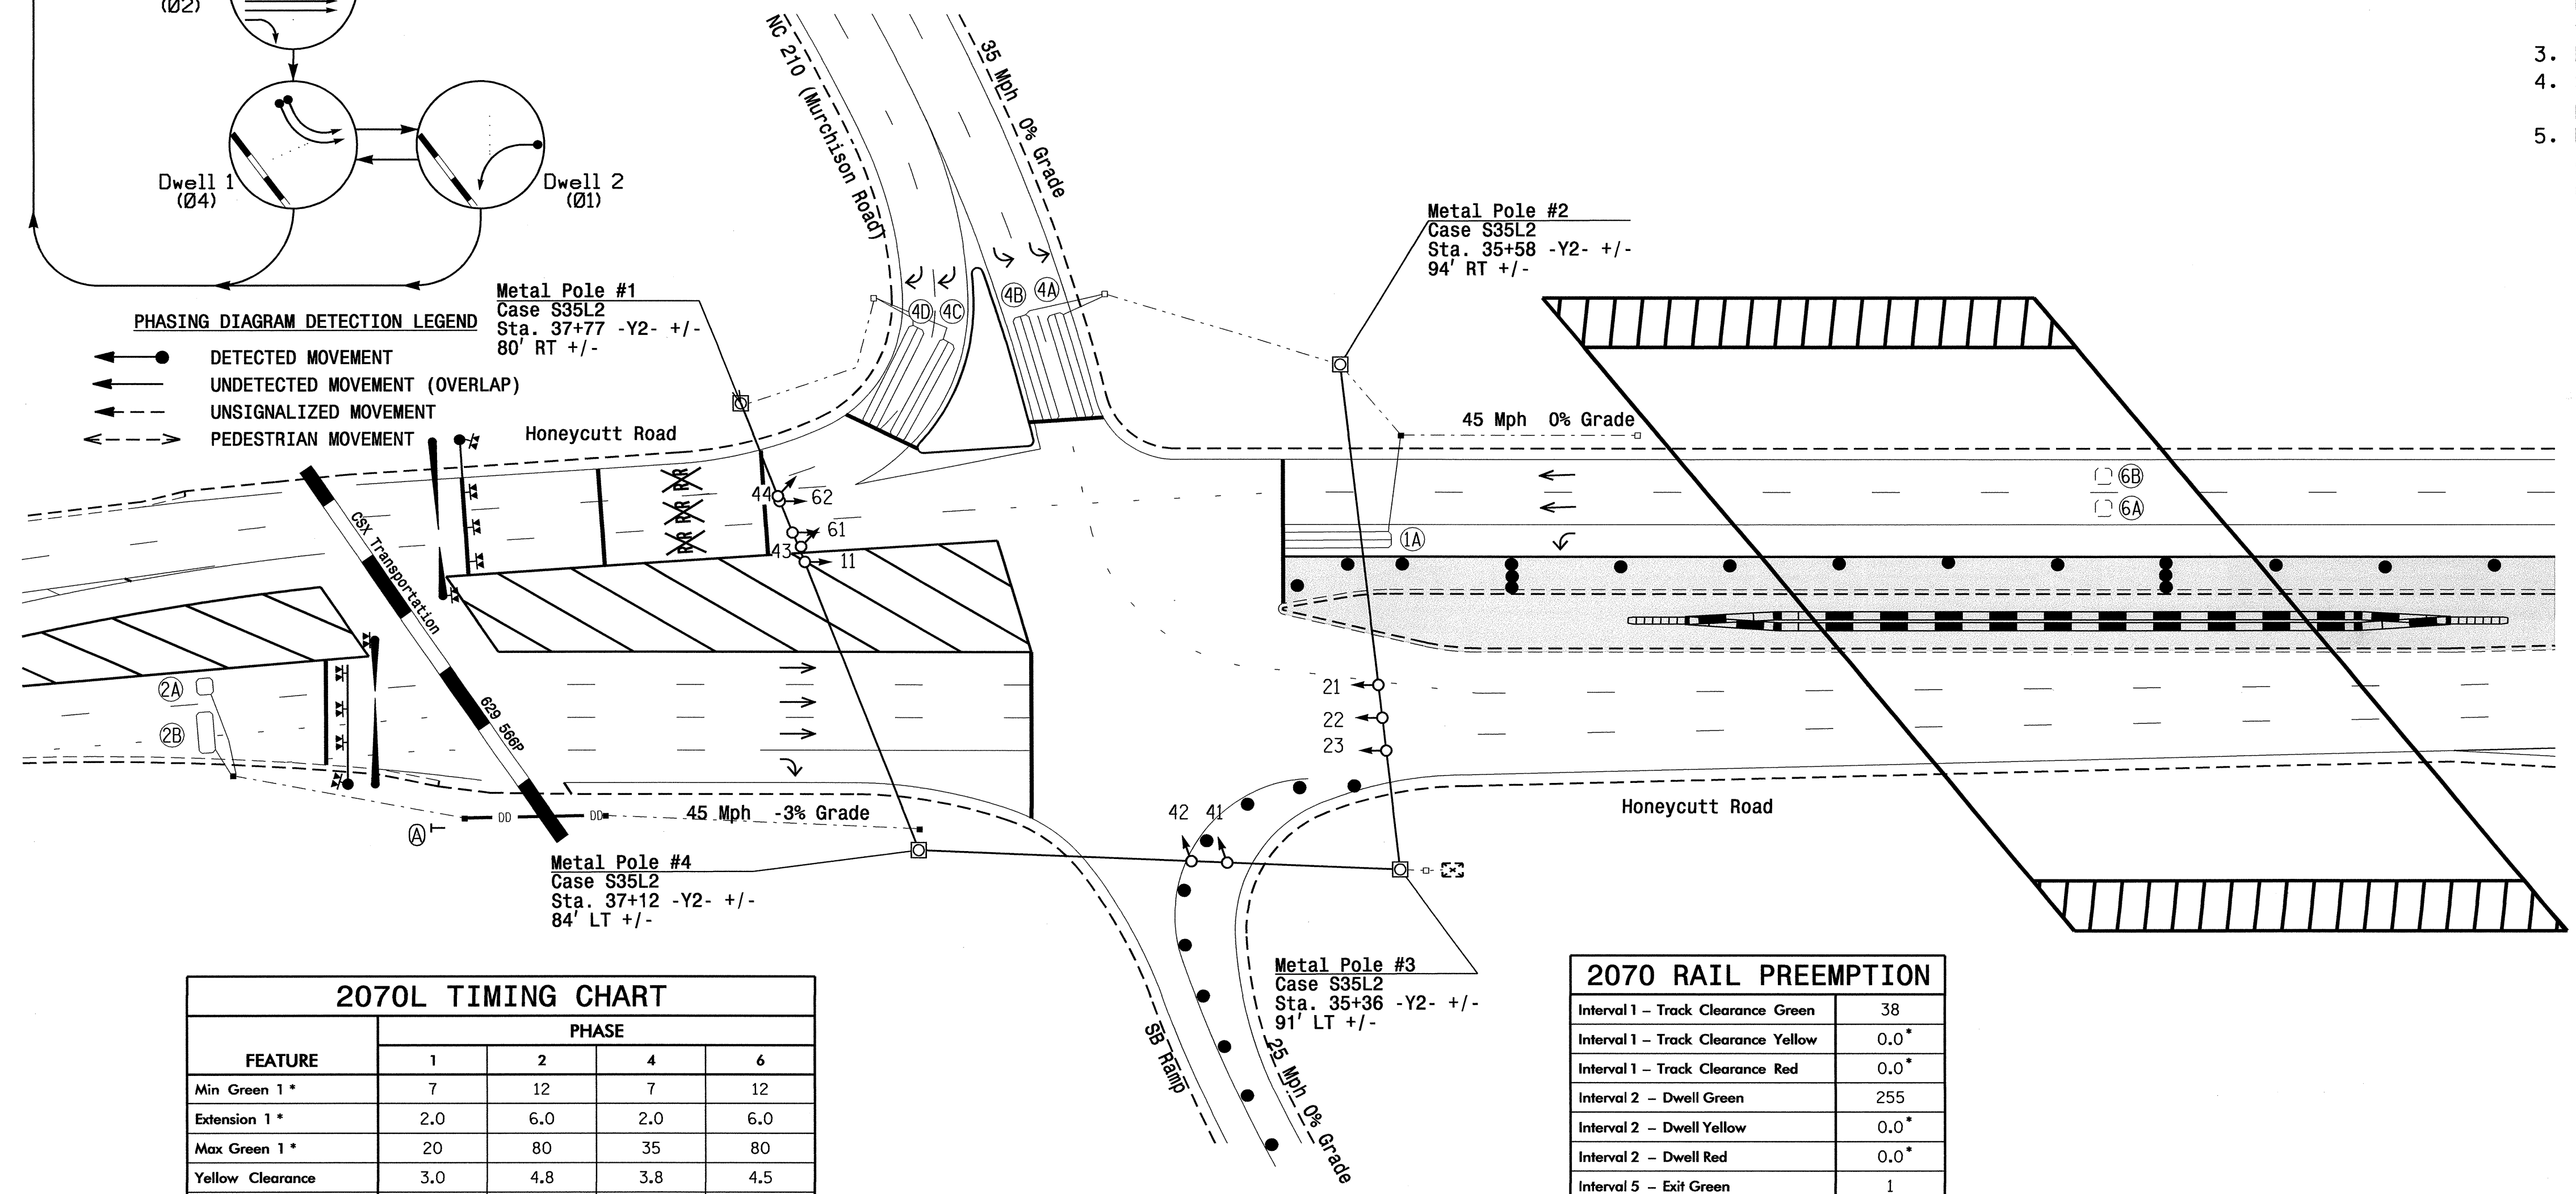 (Ø2)
Dwell 1
(Ø4)
Dwell 2
(Ø1)
3.
4.
5.
PHASING DIAGRAM DETECTION LEGEND
DETECTED MOVEMENT
UNDETECTED MOVEMENT (OVERLAP)
UNSIGNALIZED MOVEMENT
PEDESTRIAN MOVEMENT
Metal Pole #1
Case S35L2
Sta. 37+77 -Y2- +/-
80' RT +/-
NC 210 (Murchison Road)
35 Mph 0% Grade
4D
4C
4B
4A
Metal Pole #2
Case S35L2
Sta. 35+58 -Y2- +/-
94' RT +/-
45 Mph 0% Grade
Honeycutt Road
RR
RR
RR
44
62
61
43
11
6B
6A
1A
CSX Transportation
629 566P
2A
2B
21
22
23
A
DD
DD
45 Mph -3% Grade
42
41
Honeycutt Road
Metal Pole #4
Case S35L2
Sta. 37+12 -Y2- +/-
84' LT +/-
Metal Pole #3
Case S35L2
Sta. 35+36 -Y2- +/-
91' LT +/-
SB Ramp
25 Mph 0% Grade
2070L TIMING CHART
PHASE
FEATURE 1 2 4 6
Min Green 1 * 7 12 7 12
Extension 1 * 2.0 6.0 2.0 6.0
Max Green 1 * 20 80 35 80
Yellow Clearance 3.0 4.8 3.8 4.5
2070 RAIL PREEMPTION
Interval 1 – Track Clearance Green 38
Interval 1 – Track Clearance Yellow 0.0*
Interval 1 – Track Clearance Red 0.0*
Interval 2 – Dwell Green 255
Interval 2 – Dwell Yellow 0.0*
Interval 2 – Dwell Red 0.0*
Interval 5 – Exit Green 1